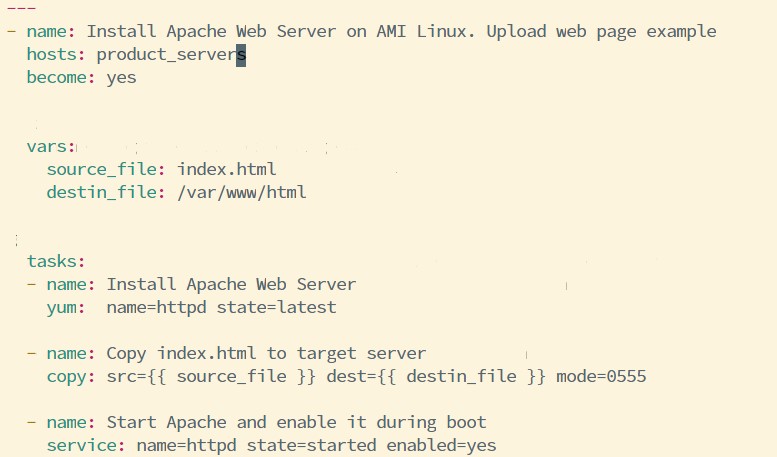 ---
- name: Install Apache Web Server on AMI Linux. Upload web page example
  hosts: product_servers
  become: yes
  vars:
    source_file: index.html
    destin_file: /var/www/html
  tasks:
  - name: Install Apache Web Server
    yum:  name=httpd state=latest
  - name: Copy index.html to target server
    copy: src={{ source_file }} dest={{ destin_file }} mode=0555
  - name: Start Apache and enable it during boot
    service: name=httpd state=started enabled=yes